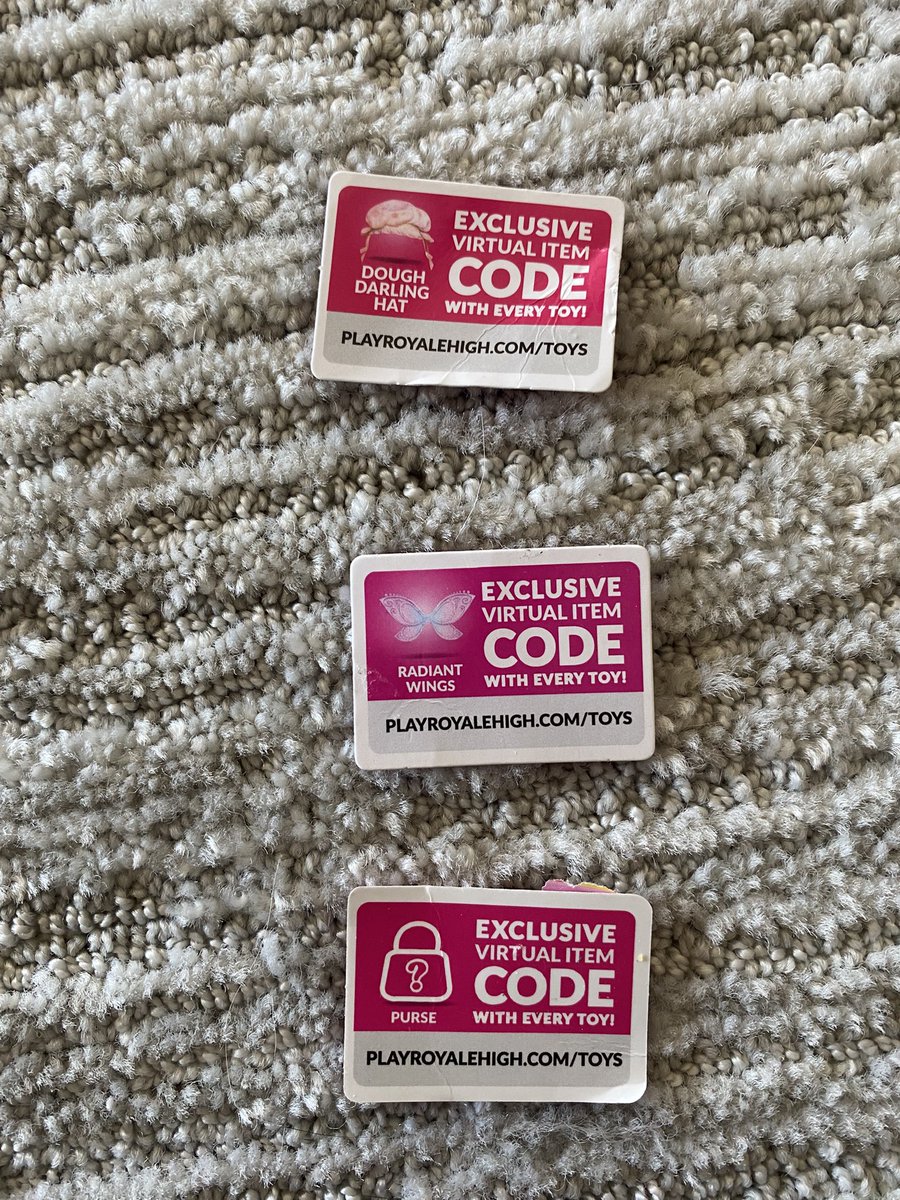 DOUGH
DARLING
HAT
EXCLUSIVE
VIRTUAL ITEM
CODE
WITH EVERY TOY!
PLAYROYALEHIGH.COM/TOYS
RADIANT
WINGS
EXCLUSIVE
VIRTUAL ITEM
CODE
WITH EVERY TOY!
PLAYROYALEHIGH.COM/TOYS
?
PURSE
EXCLUSIVE
VIRTUAL ITEM
CODE
WITH EVERY TOY!
PLAYROYALEHIGH.COM/TOYS